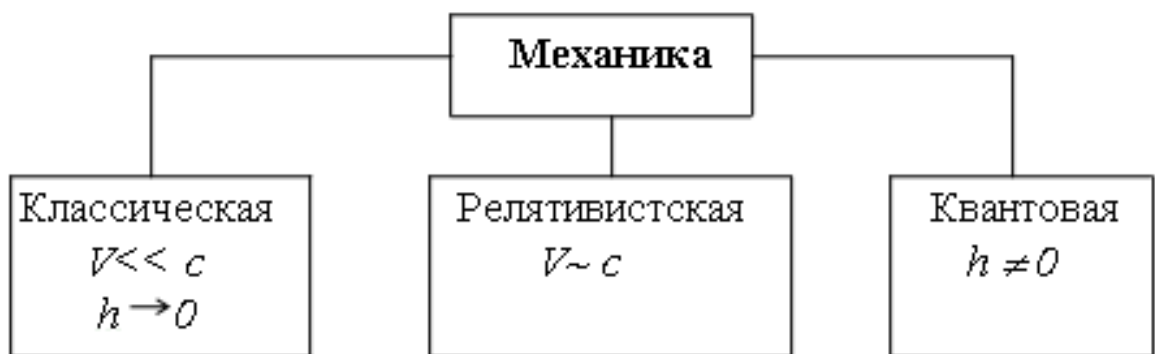 Механика
Классическая
V<< c
h→0
Релятивистская
V~ c
Квантовая
h ≠0